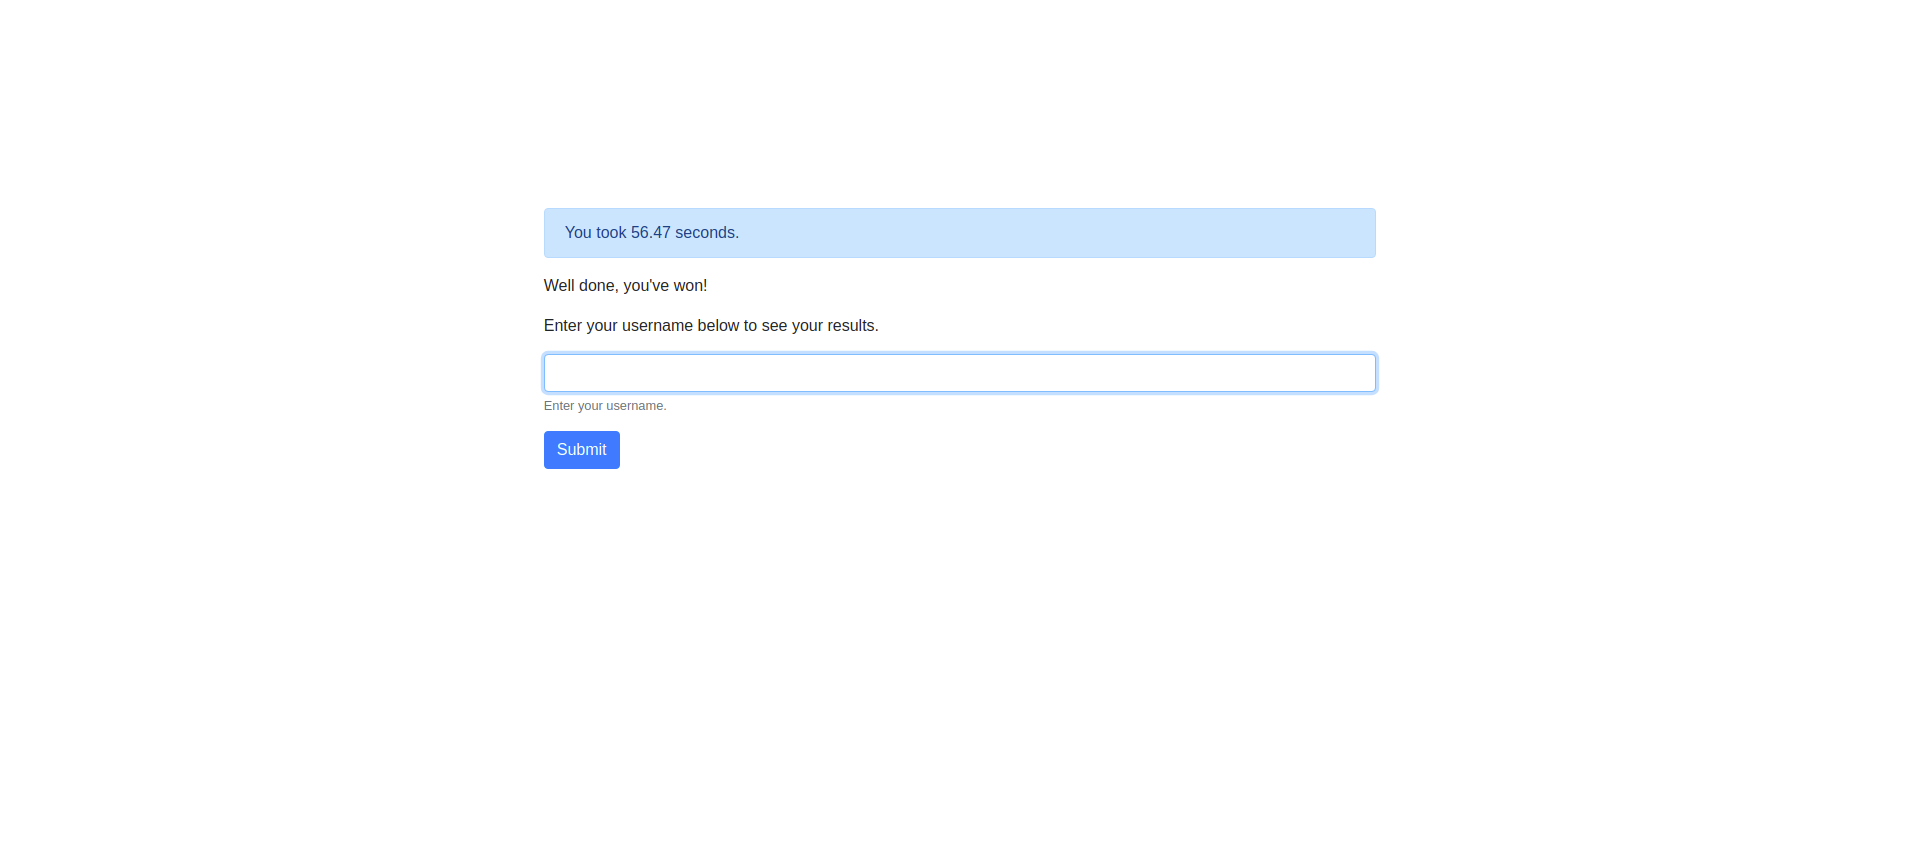 You took 56.47 seconds.
Well done, you've won!
Enter your username below to see your results.
Enter your username.
Submit